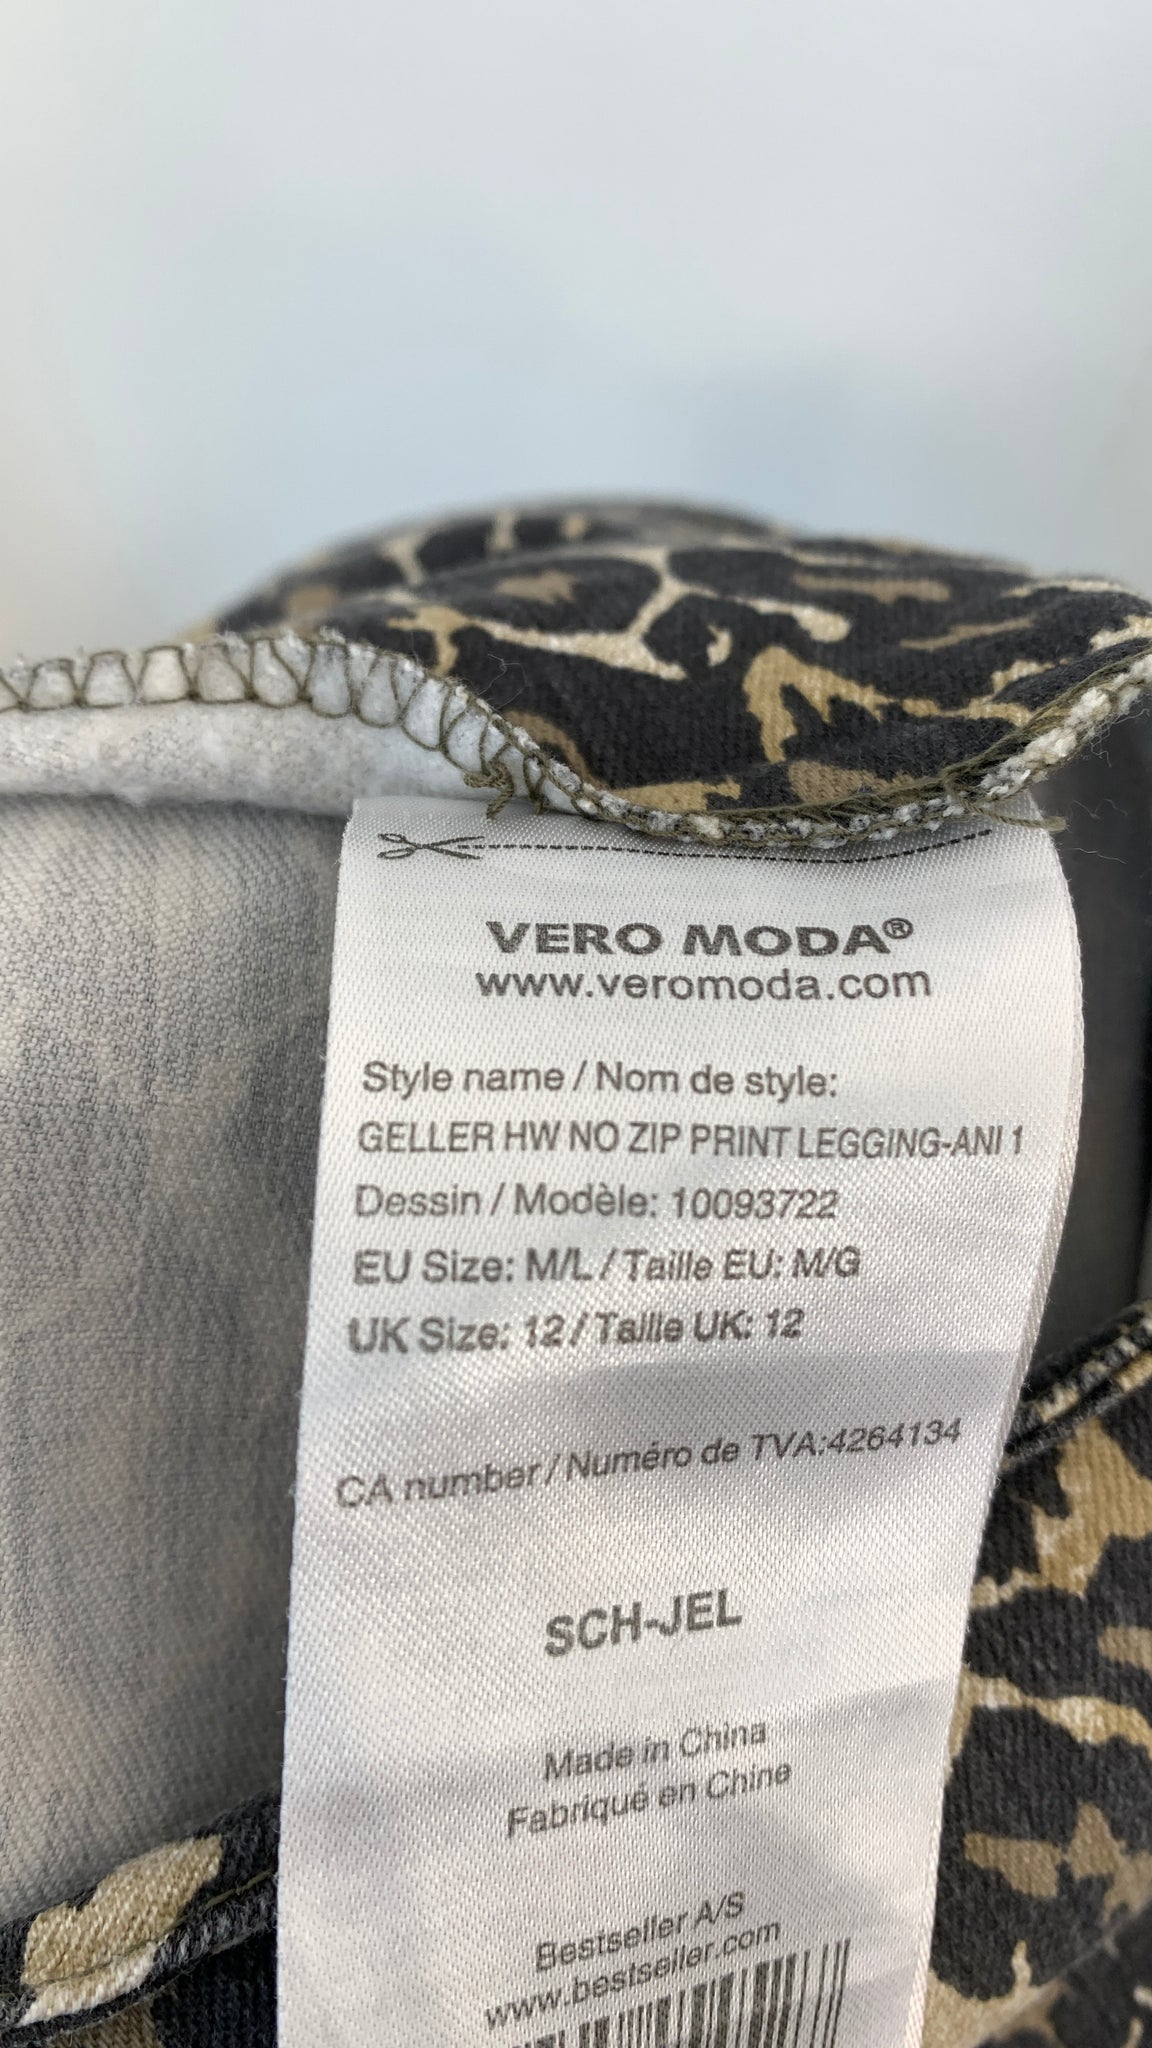 VERO MODA®
www.veromoda.com
Style name / Nom de style:
GELLER HW NO ZIP PRINT LEGGING-ANI 1
Dessin / Modèle: 10093722
EU Size: M/L / Taille EU: M/G
UK Size: 12 / Taille UK: 12
CA number / Numéro de TVA:4264134
SCH-JEL
Made in China
Fabriqué en Chine
Bestseller A/S
www.bestseller.com